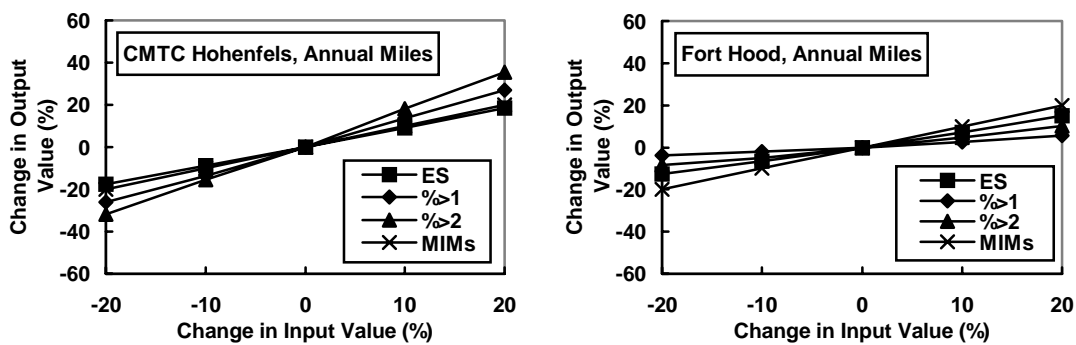 CMTC Hohenfels, Annual Miles
Change in Output
Value (%)
60
40
20
0
-20
-40
-60
ES
%>1
%>2
MIMs
-20 -10 0 10 20
Change in Input Value (%)
Fort Hood, Annual Miles
Change in Output
Value (%)
60
40
20
0
-20
-40
-60
ES
%>1
%>2
MIMs
-20 -10 0 10 20
Change in Input Value (%)